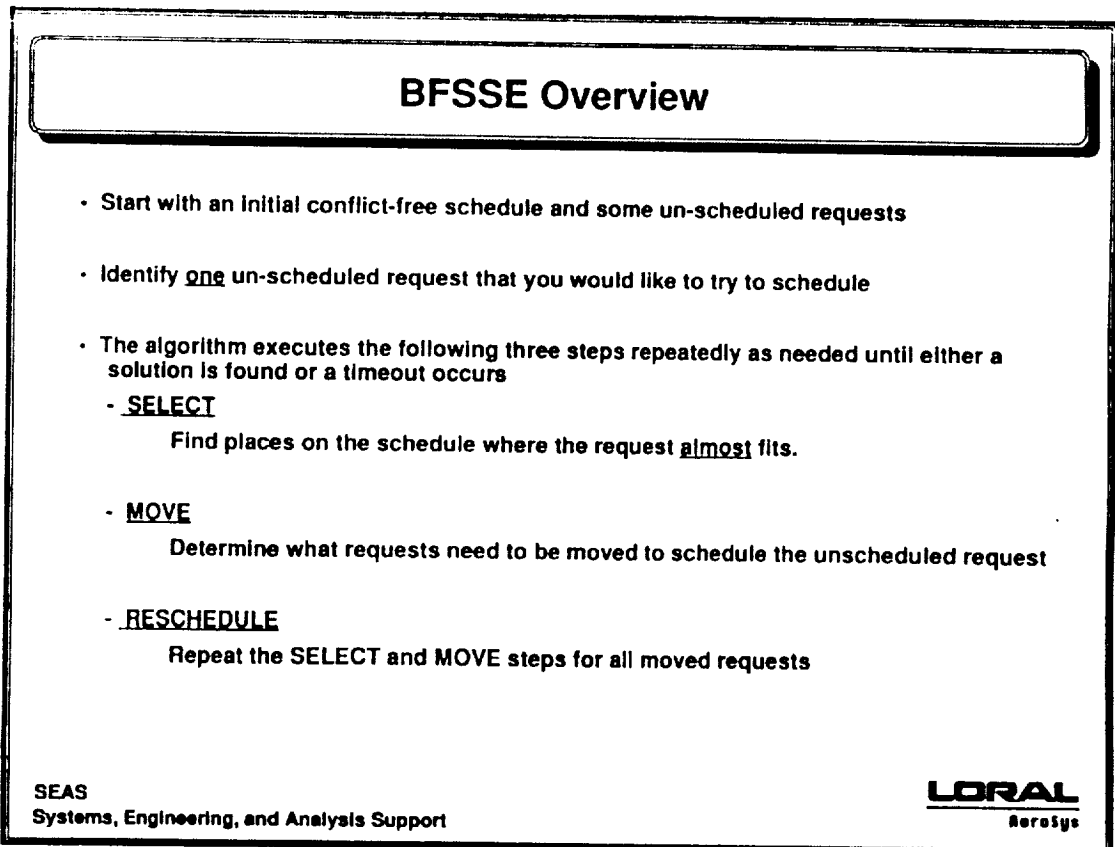 BFSSE Overview
· Start with an initial conflict-free schedule and some un-scheduled requests
· Identify one un-scheduled request that you would like to try to schedule
· The algorithm executes the following three steps repeatedly as needed until either a
solution is found or a timeout occurs
- SELECT
Find places on the schedule where the request almost fits.
- MOVE
Determine what requests need to be moved to schedule the unscheduled request
- RESCHEDULE
Repeat the SELECT and MOVE steps for all moved requests
SEAS
Systems, Engineering, and Analysis Support
LORAL
AeroSys